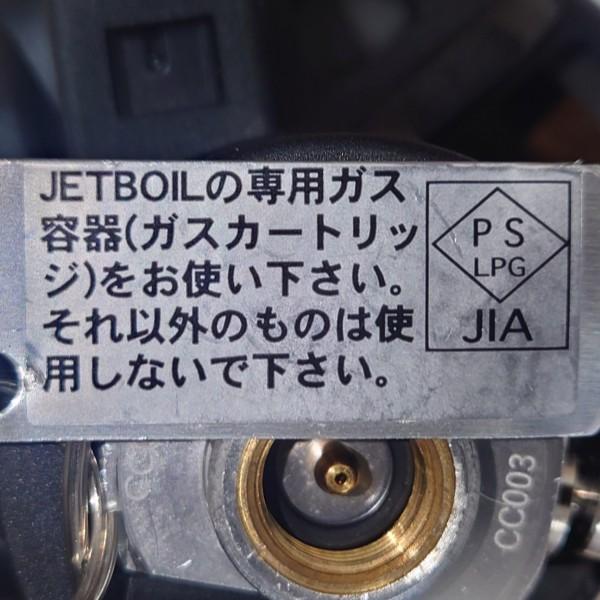 JETBOILの専用ガス
容器(ガスカートリッ
ジ)をお使い下さい。
それ以外のものは使
用しないで下さい。
PS
LPG
JIA
CC003